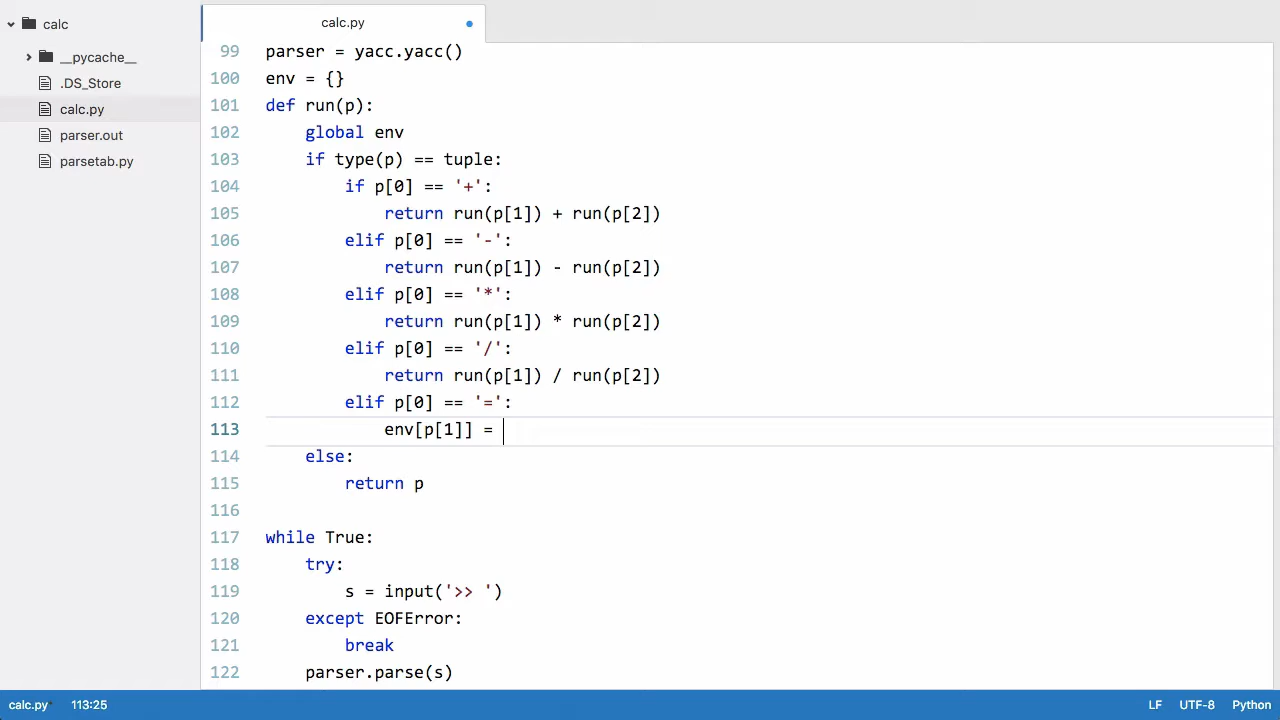 calc
__pycache__
.DS_Store
calc.py
parser.out
parsetab.py
calc.py
99 parser = yacc.yacc()
100 env = {}
101 def run(p):
102     global env
103     if type(p) == tuple:
104         if p[0] == '+':
105             return run(p[1]) + run(p[2])
106         elif p[0] == '-':
107             return run(p[1]) - run(p[2])
108         elif p[0] == '*':
109             return run(p[1]) * run(p[2])
110         elif p[0] == '/':
111             return run(p[1]) / run(p[2])
112         elif p[0] == '=':
113             env[p[1]] =
114     else:
115         return p
116
117 while True:
118     try:
119         s = input('>> ')
120     except EOFError:
121         break
122     parser.parse(s)
calc.py* 113:25 LF UTF-8 Python